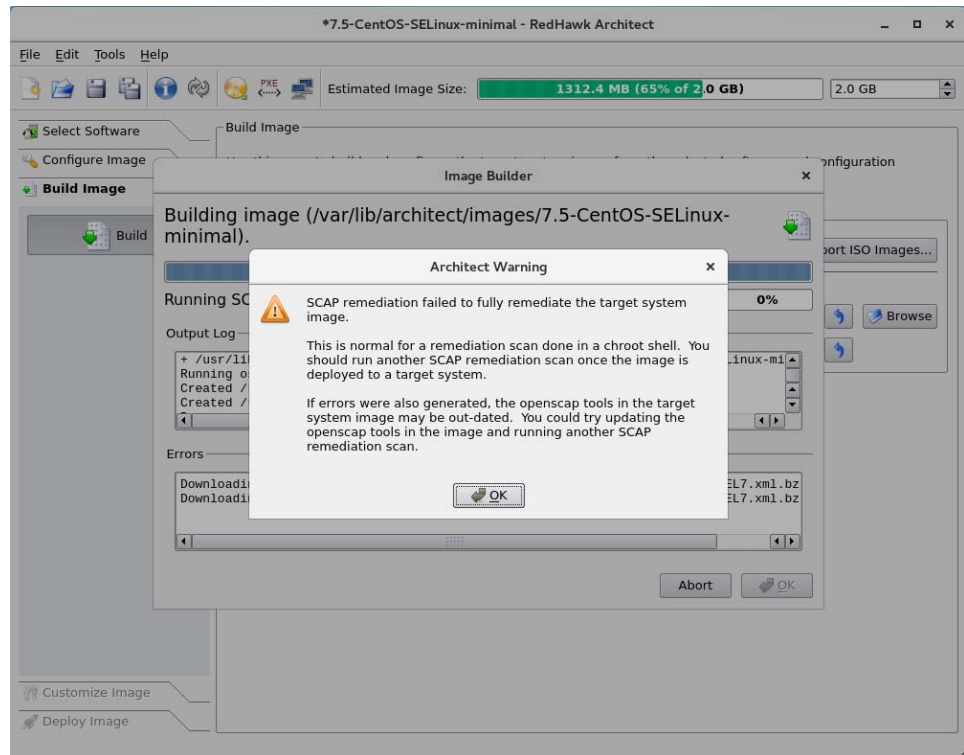 *7.5-CentOS-SELinux-minimal - RedHawk Architect
File Edit Tools Help
PXE
Estimated Image Size: 1312.4 MB (65% of 2.0 GB) 2.0 GB
Select Software
Configure Image
Build Image
Build
Customize Image
Deploy Image
Build Image
onfiguration
port ISO Images...
Browse
Image Builder
Building image (/var/lib/architect/images/7.5-CentOS-SELinux-
minimal).
Running SC
0%
Output Log
+ /usr/li
Linux-mi
Running o
Created /
Created /
Errors
Downloadi
EL7.xml.bz
Downloadi
EL7.xml.bz
Abort OK
Architect Warning
SCAP remediation failed to fully remediate the target system
image.
This is normal for a remediation scan done in a chroot shell. You
should run another SCAP remediation scan once the image is
deployed to a target system.
If errors were also generated, the openscap tools in the target
system image may be out-dated. You could try updating the
openscap tools in the image and running another SCAP
remediation scan.
OK